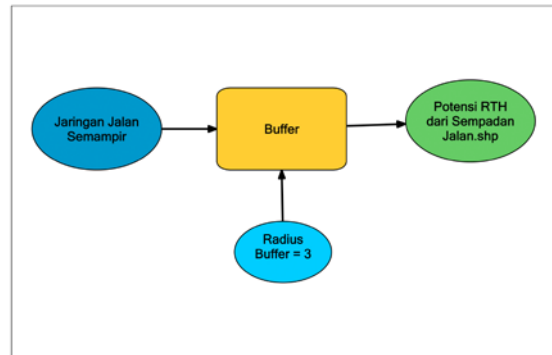 Jaringan Jalan
Semampir
Buffer
Potensi RTH
dari Sempadan
Jalan.shp
Radius
Buffer = 3